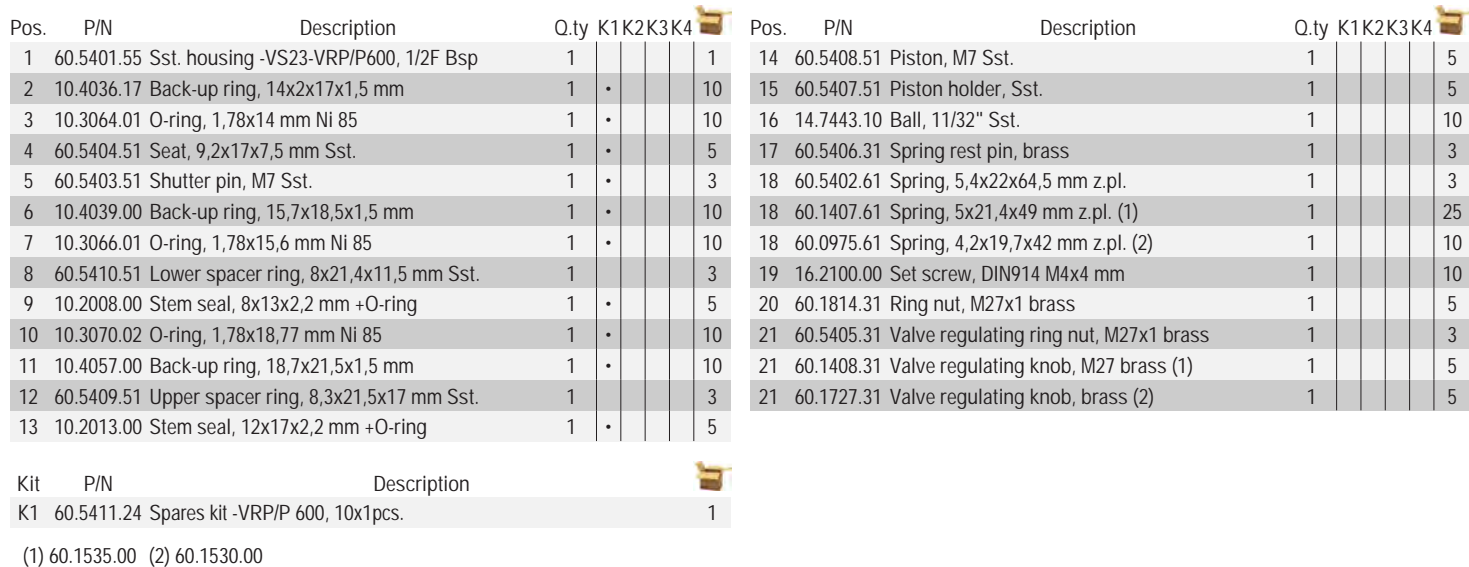 Pos. P/N Description Q.ty K1 K2 K3 K4
1 60.5401.55 Sst. housing -VS23-VRP/P600, 1/2F Bsp 1 1
2 10.4036.17 Back-up ring, 14x2x17x1,5 mm 1 • 10
3 10.3064.01 O-ring, 1,78x14 mm Ni 85 1 • 10
4 60.5404.51 Seat, 9,2x17x7,5 mm Sst. 1 • 5
5 60.5403.51 Shutter pin, M7 Sst. 1 • 3
6 10.4039.00 Back-up ring, 15,7x18,5x1,5 mm 1 • 10
7 10.3066.01 O-ring, 1,78x15,6 mm Ni 85 1 • 10
8 60.5410.51 Lower spacer ring, 8x21,4x11,5 mm Sst. 1 3
9 10.2008.00 Stem seal, 8x13x2,2 mm +O-ring 1 • 5
10 10.3070.02 O-ring, 1,78x18,77 mm Ni 85 1 • 10
11 10.4057.00 Back-up ring, 18,7x21,5x1,5 mm 1 • 10
12 60.5409.51 Upper spacer ring, 8,3x21,5x17 mm Sst. 1 3
13 10.2013.00 Stem seal, 12x17x2,2 mm +O-ring 1 • 5
Pos. P/N Description Q.ty K1 K2 K3 K4
14 60.5408.51 Piston, M7 Sst. 1 5
15 60.5407.51 Piston holder, Sst. 1 5
16 14.7443.10 Ball, 11/32" Sst. 1 10
17 60.5406.31 Spring rest pin, brass 1 3
18 60.5402.61 Spring, 5,4x22x64,5 mm z.pl. 1 3
18 60.1407.61 Spring, 5x21,4x49 mm z.pl. (1) 1 25
18 60.0975.61 Spring, 4,2x19,7x42 mm z.pl. (2) 1 10
19 16.2100.00 Set screw, DIN914 M4x4 mm 1 10
20 60.1814.31 Ring nut, M27x1 brass 1 5
21 60.5405.31 Valve regulating ring nut, M27x1 brass 1 3
21 60.1408.31 Valve regulating knob, M27 brass (1) 1 5
21 60.1727.31 Valve regulating knob, brass (2) 1 5
Kit P/N Description
K1 60.5411.24 Spares kit -VRP/P 600, 10x1pcs. 1
(1) 60.1535.00 (2) 60.1530.00